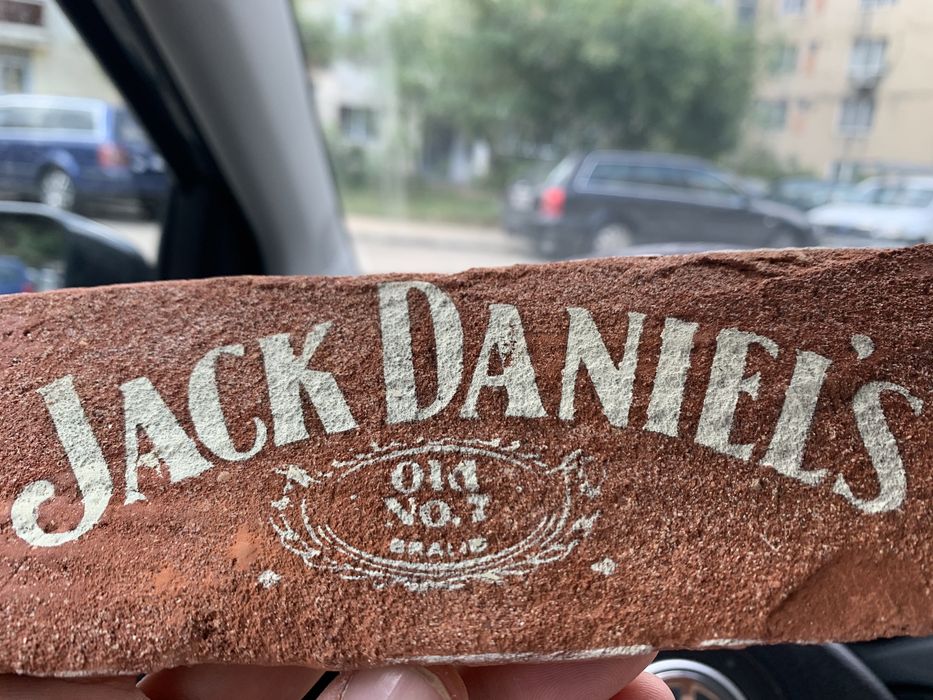 JACK DANIEL'S
Old
No. 7
BRAND